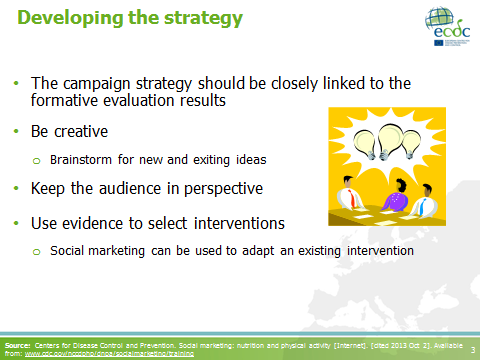 Developing the strategy
ecdc
• The campaign strategy should be closely linked to the
formative evaluation results
• Be creative
o Brainstorm for new and exiting ideas
• Keep the audience in perspective
• Use evidence to select interventions
o Social marketing can be used to adapt an existing intervention
Source: Centers for Disease Control and Prevention. Social marketing: nutrition and physical activity [Internet]. [cited 2013 Oct 2]. Available
from: www.cdc.gov/nccdphp/dnpa/socialmarketing/training
3